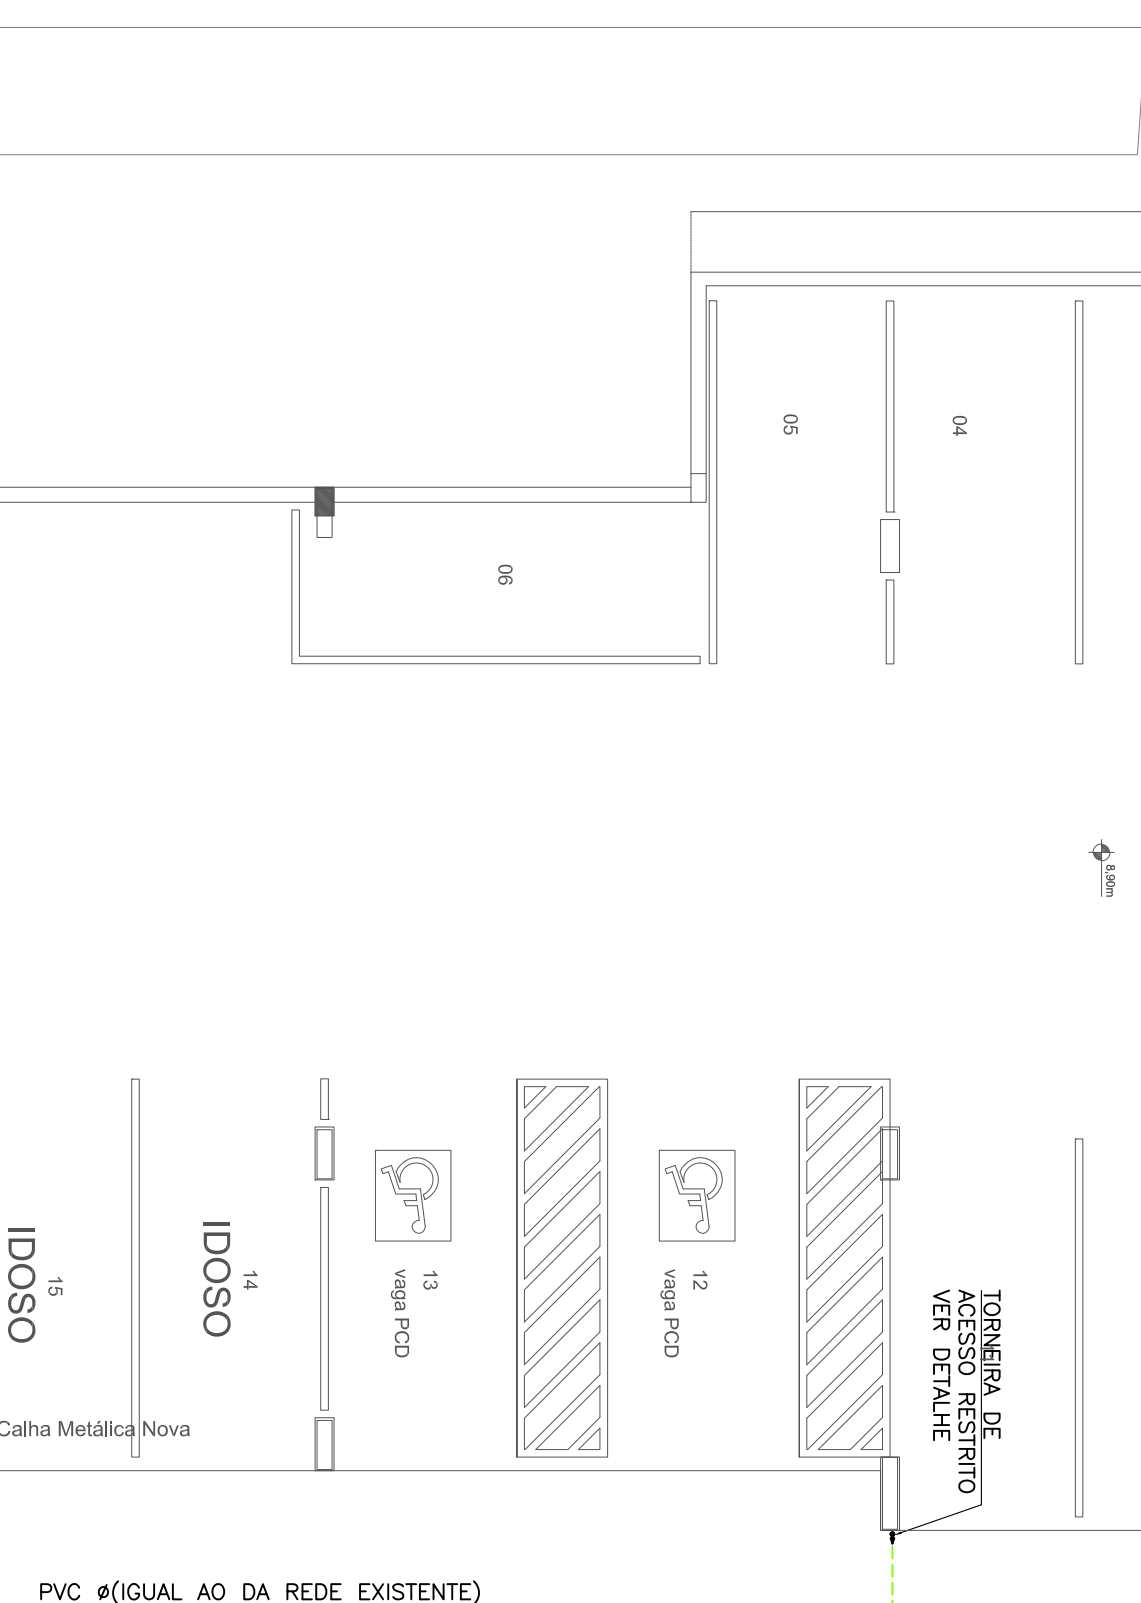 05
04
06
8,90m
15
IDOSO
14
IDOSO
13
vaga PCD
12
vaga PCD
TORNEIRA DE
ACESSO RESTRITO
VER DETALHE
Calha Metálica Nova
PVC ø(IGUAL AO DA REDE EXISTENTE)